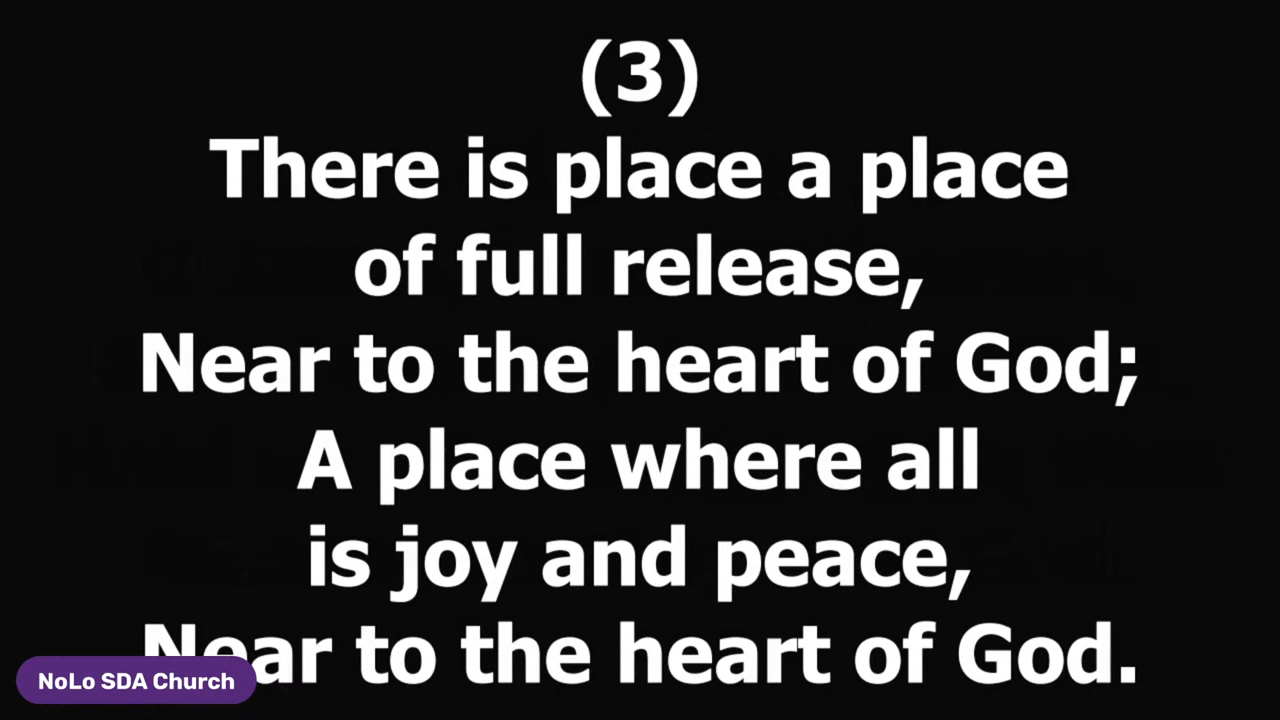 (3)
There is place a place
of full release,
Near to the heart of God;
A place where all
is joy and peace,
Near to the heart of God.
NoLo SDA Church